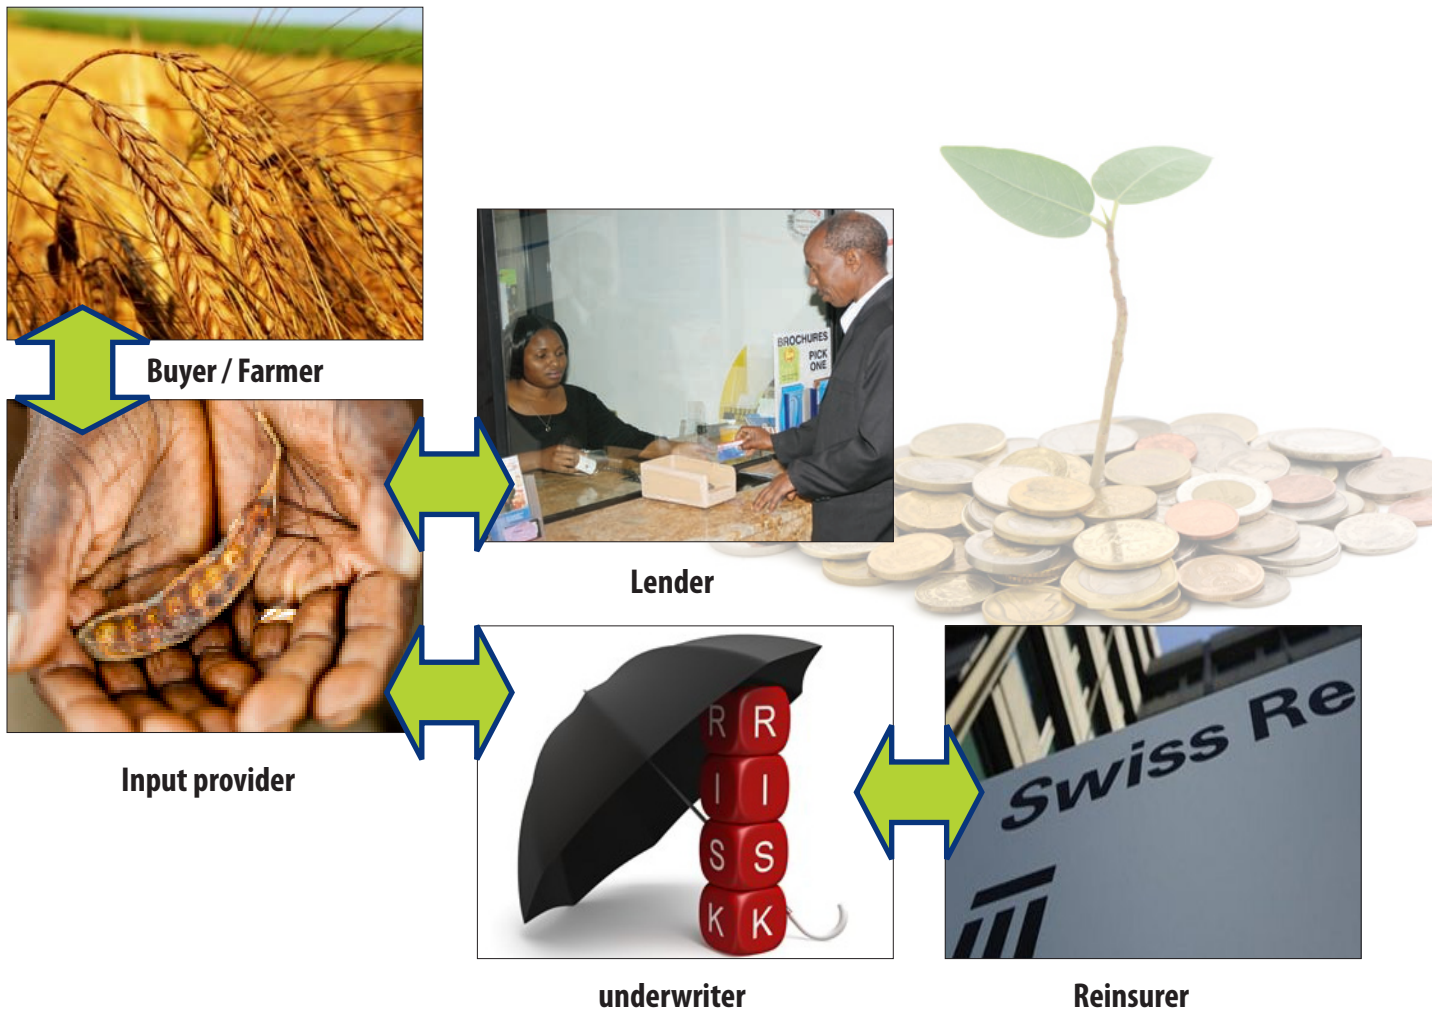 Buyer / Farmer
BROCHURES
PICK
ONE
Lender
Input provider
R R
I I
S S
K K
Swiss Re
underwriter
Reinsurer